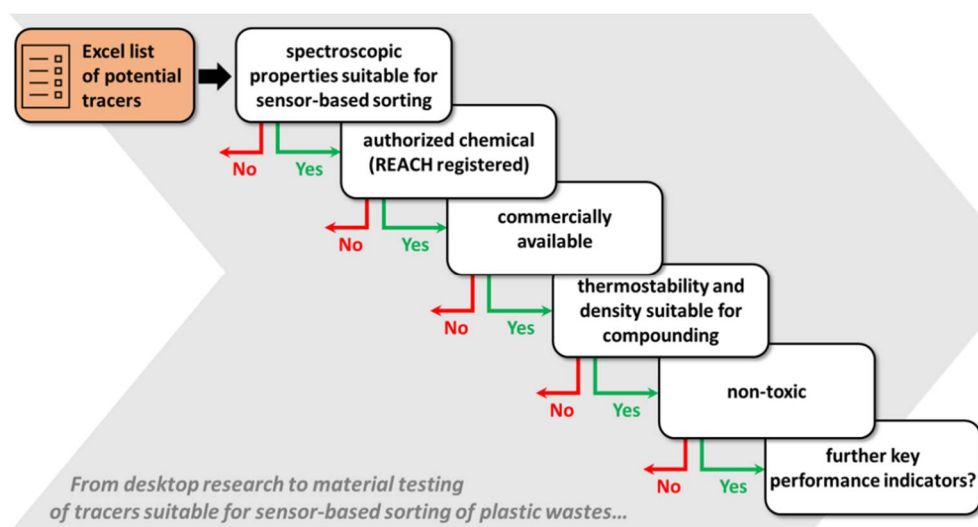 Excel list
of potential
tracers
spectroscopic
properties suitable for
sensor-based sorting
No
Yes
authorized chemical
(REACH registered)
No
Yes
commercially
available
No
Yes
thermostability and
density suitable for
compounding
No
Yes
non-toxic
No
Yes
further key
performance indicators?
From desktop research to material testing
of tracers suitable for sensor-based sorting of plastic wastes...